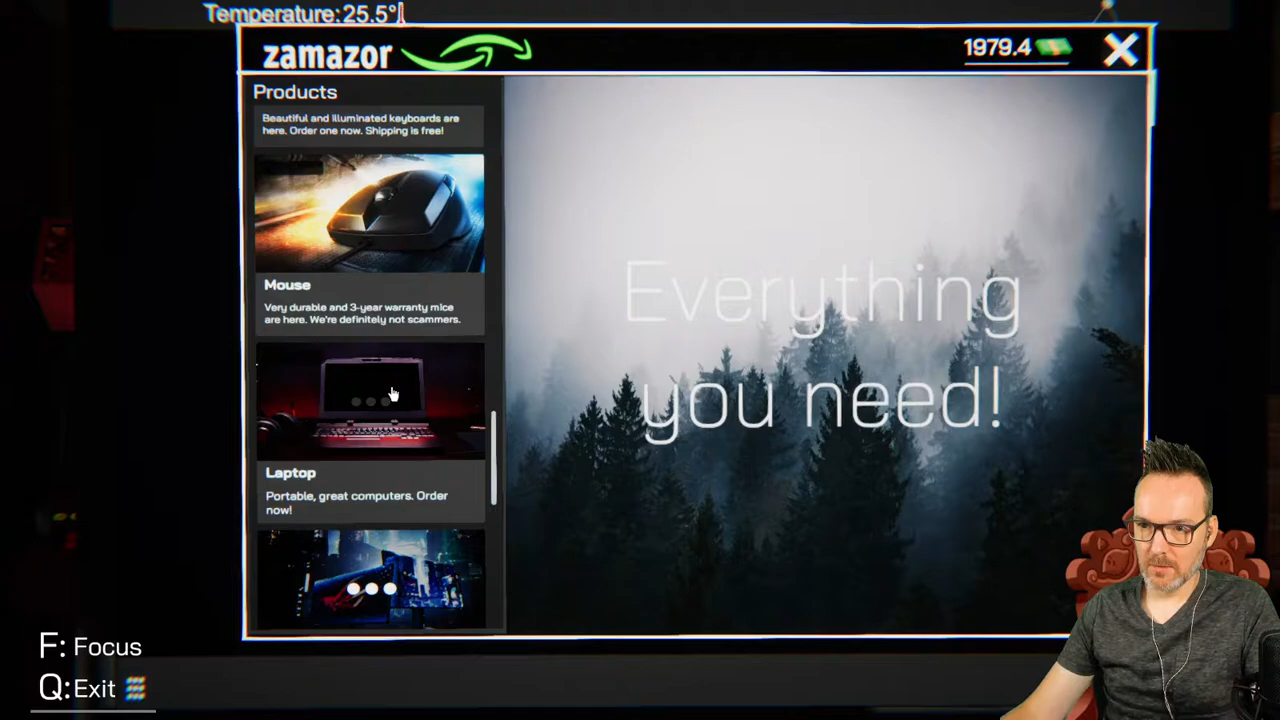 Temperature: 25.5°
zamazor
1979.4
Products
Beautiful and illuminated keyboards are
here. Order one now. Shipping is free!
Mouse
Very durable and 3-year warranty mice
are here. We're definitely not scammers.
Laptop
Portable, great computers. Order
now!
Everything
you need!
F: Focus
Q: Exit